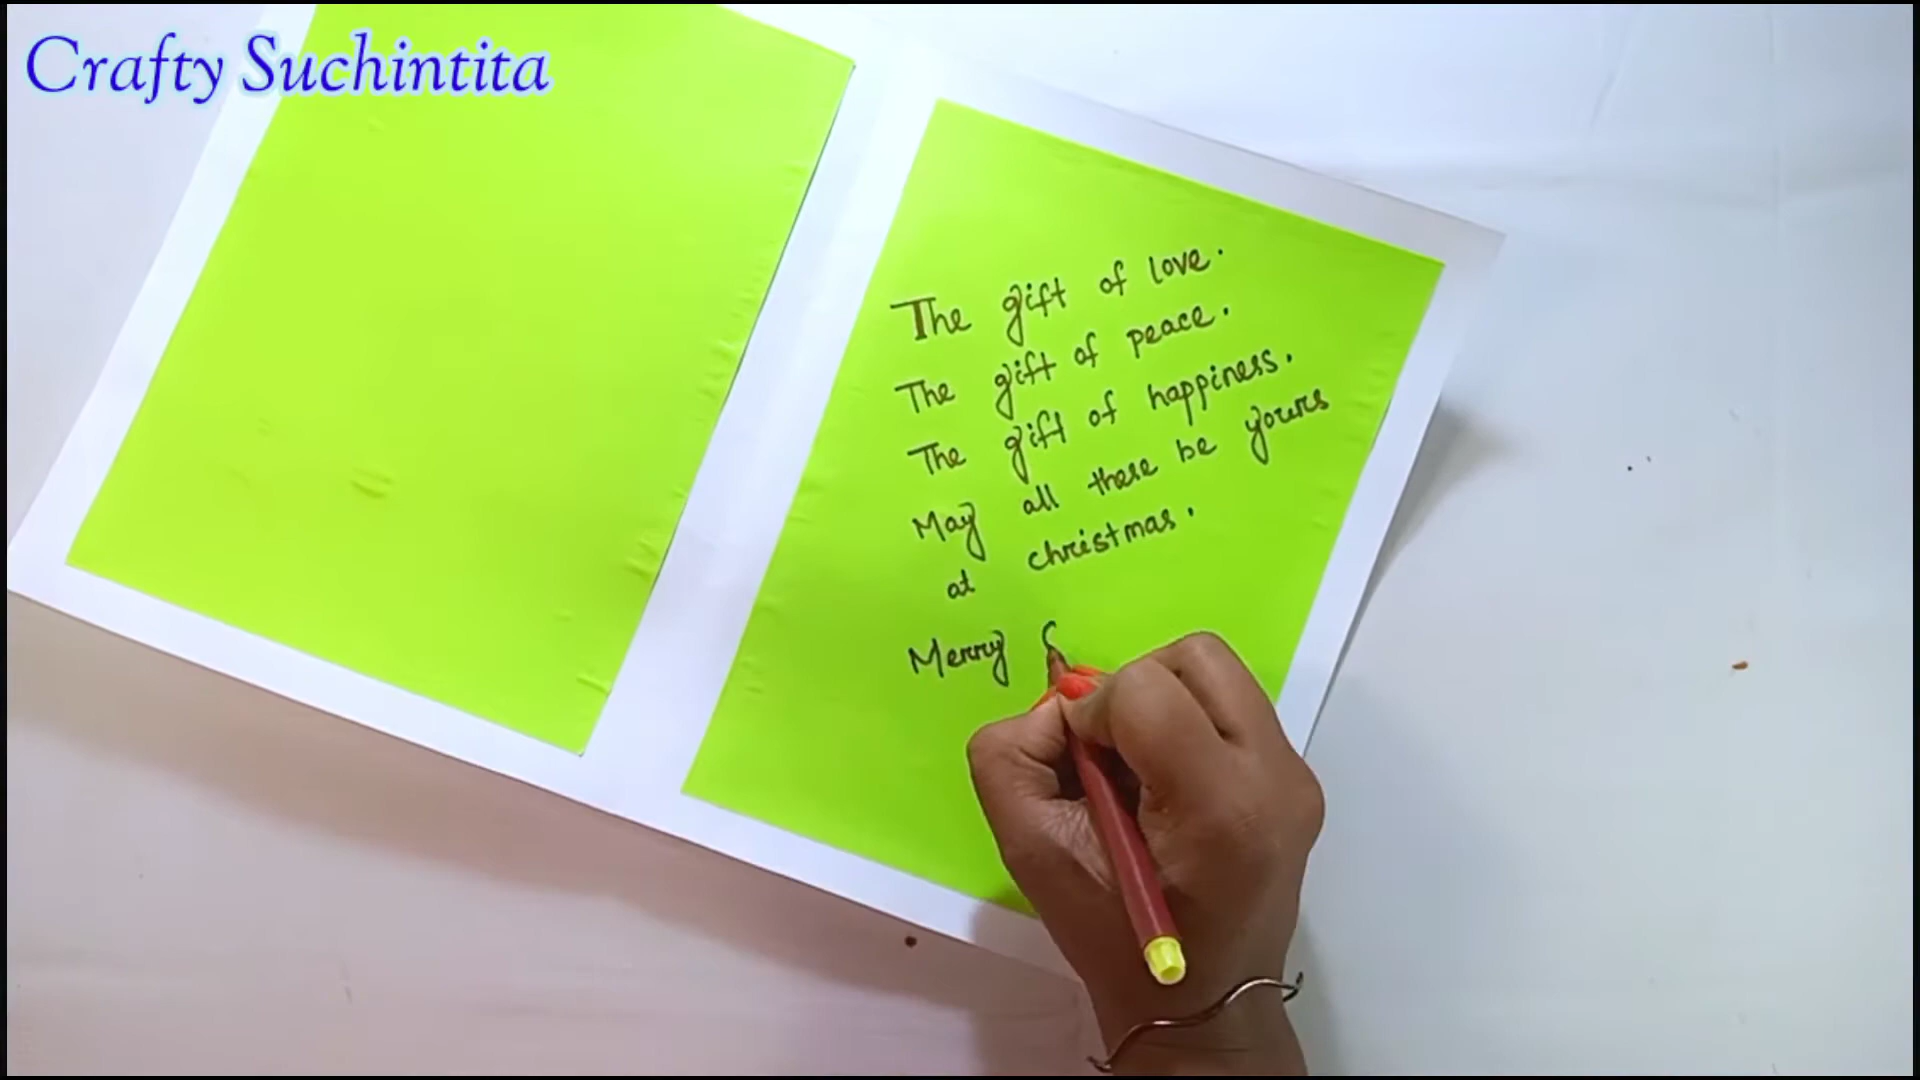 Crafty Suchintita
The gift of love.
The gift of peace.
The gift of happiness.
May all these be yours
at christmas.
Merry C